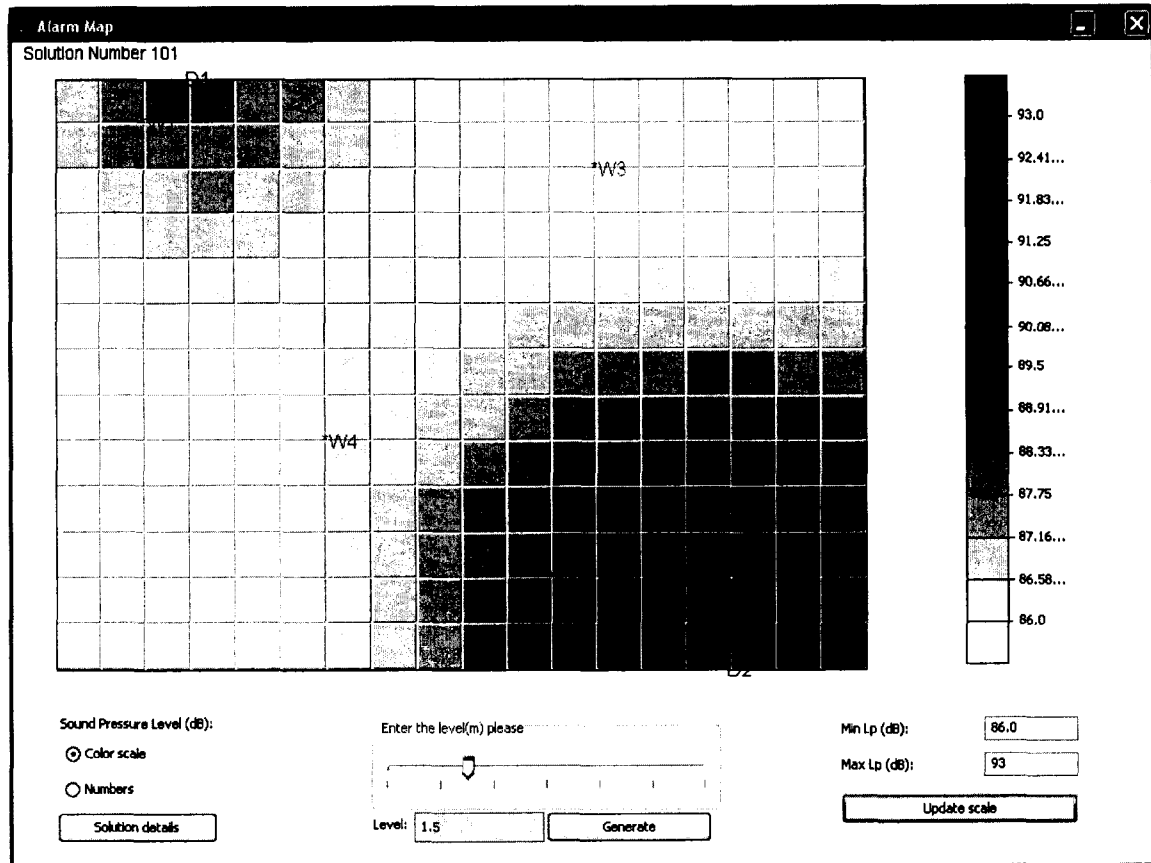 Alarm Map
Solution Number 101
D1
*W3
*W4
D2
93.0
92.41...
91.83...
91.25
90.66...
90.08...
89.5
88.91...
88.33...
87.75
87.16...
86.58...
86.0
Sound Pressure Level (dB):
Color scale
Numbers
Solution details
Enter the level(m) please
Level: 1.5
Generate
Min Lp (dB): 86.0
Max Lp (dB): 93
Update scale